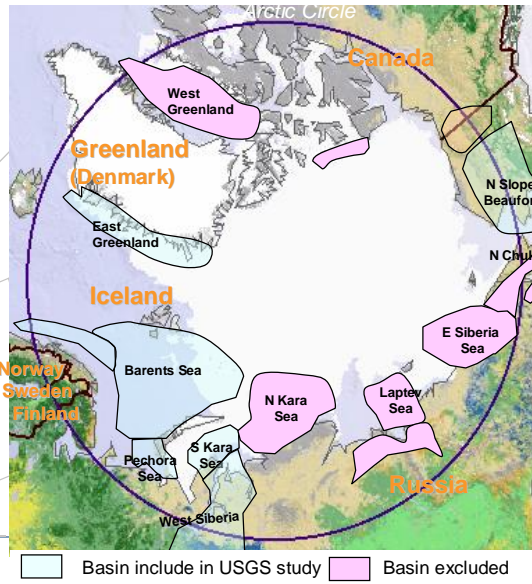 Arctic Circle
Canada
West
Greenland
Greenland
(Denmark)
N Slope
Beaufor
East
Greenland
N Chuk
Iceland
E Siberia
Sea
Norway
Sweden
Finland
Barents Sea
N Kara
Sea
Laptev
Sea
Pechora
Sea
S Kara
Sea
Russia
West Siberia
Basin include in USGS study
Basin excluded